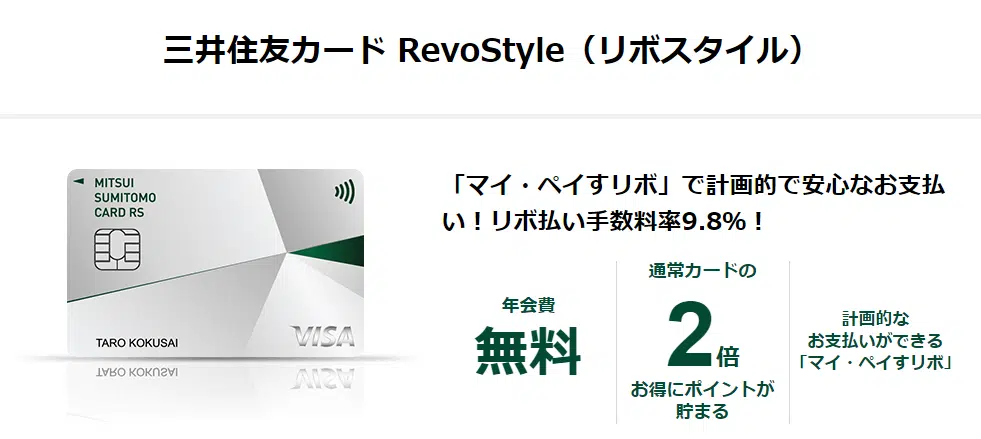 三井住友カード RevoStyle（リボスタイル）
MITSUI
SUMITOMO
CARD RS
TARO KOKUSAI
VISA
「マイ・ペイすリボ」で計画的で安心なお支払
い！リボ払い手数料率9.8%！
年会費
無料
通常カードの
2倍
お得にポイントが
貯まる
計画的な
お支払いができる
「マイ・ペイすリボ」